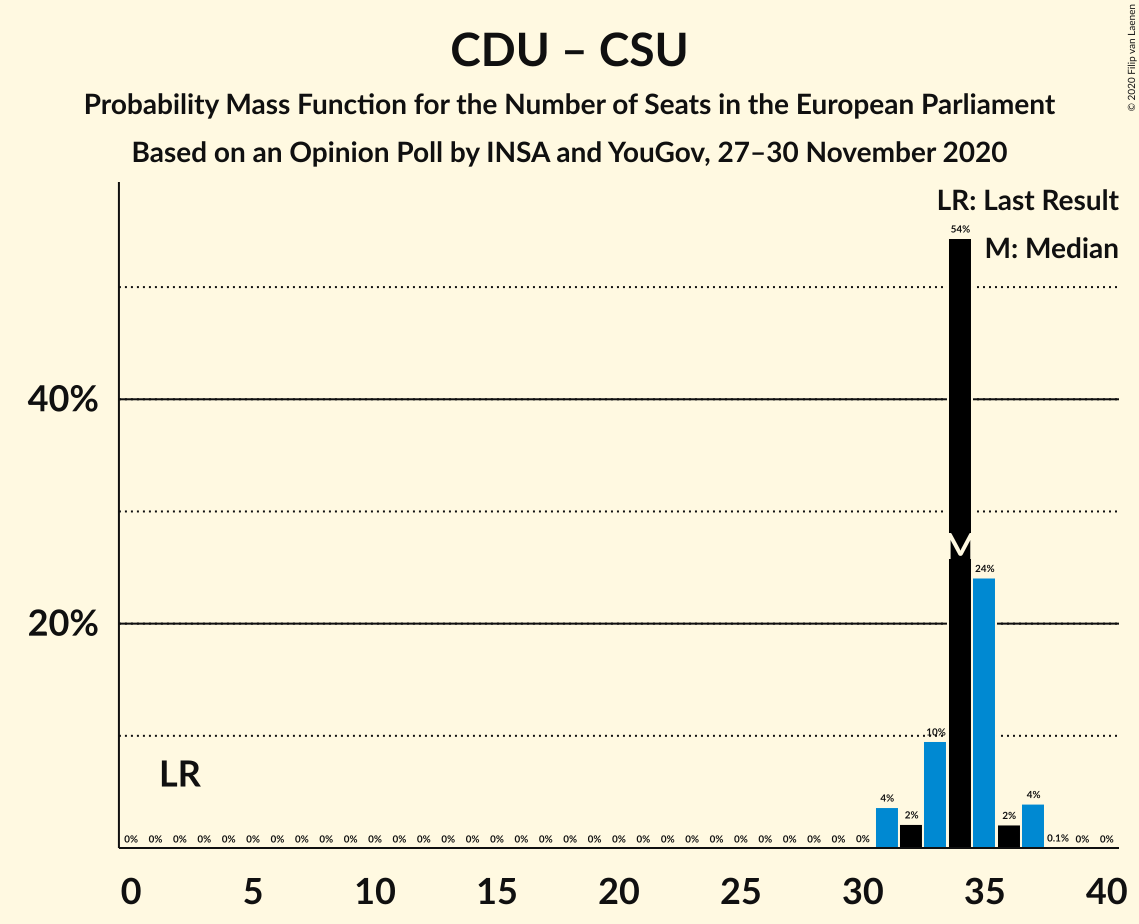 CDU – CSU
Probability Mass Function for the Number of Seats in the European Parliament
Based on an Opinion Poll by INSA and YouGov, 27–30 November 2020
© 2020 Filip van Laenen
LR: Last Result
M: Median
54%
40%
M
24%
20%
10%
LR
4% 2% 2% 4%
0% 0% 0% 0% 0% 0% 0% 0% 0% 0% 0% 0% 0% 0% 0% 0% 0% 0% 0% 0% 0% 0% 0% 0% 0% 0% 0% 0% 0% 0% 0% 0.1% 0% 0%
0 5 10 15 20 25 30 35 40